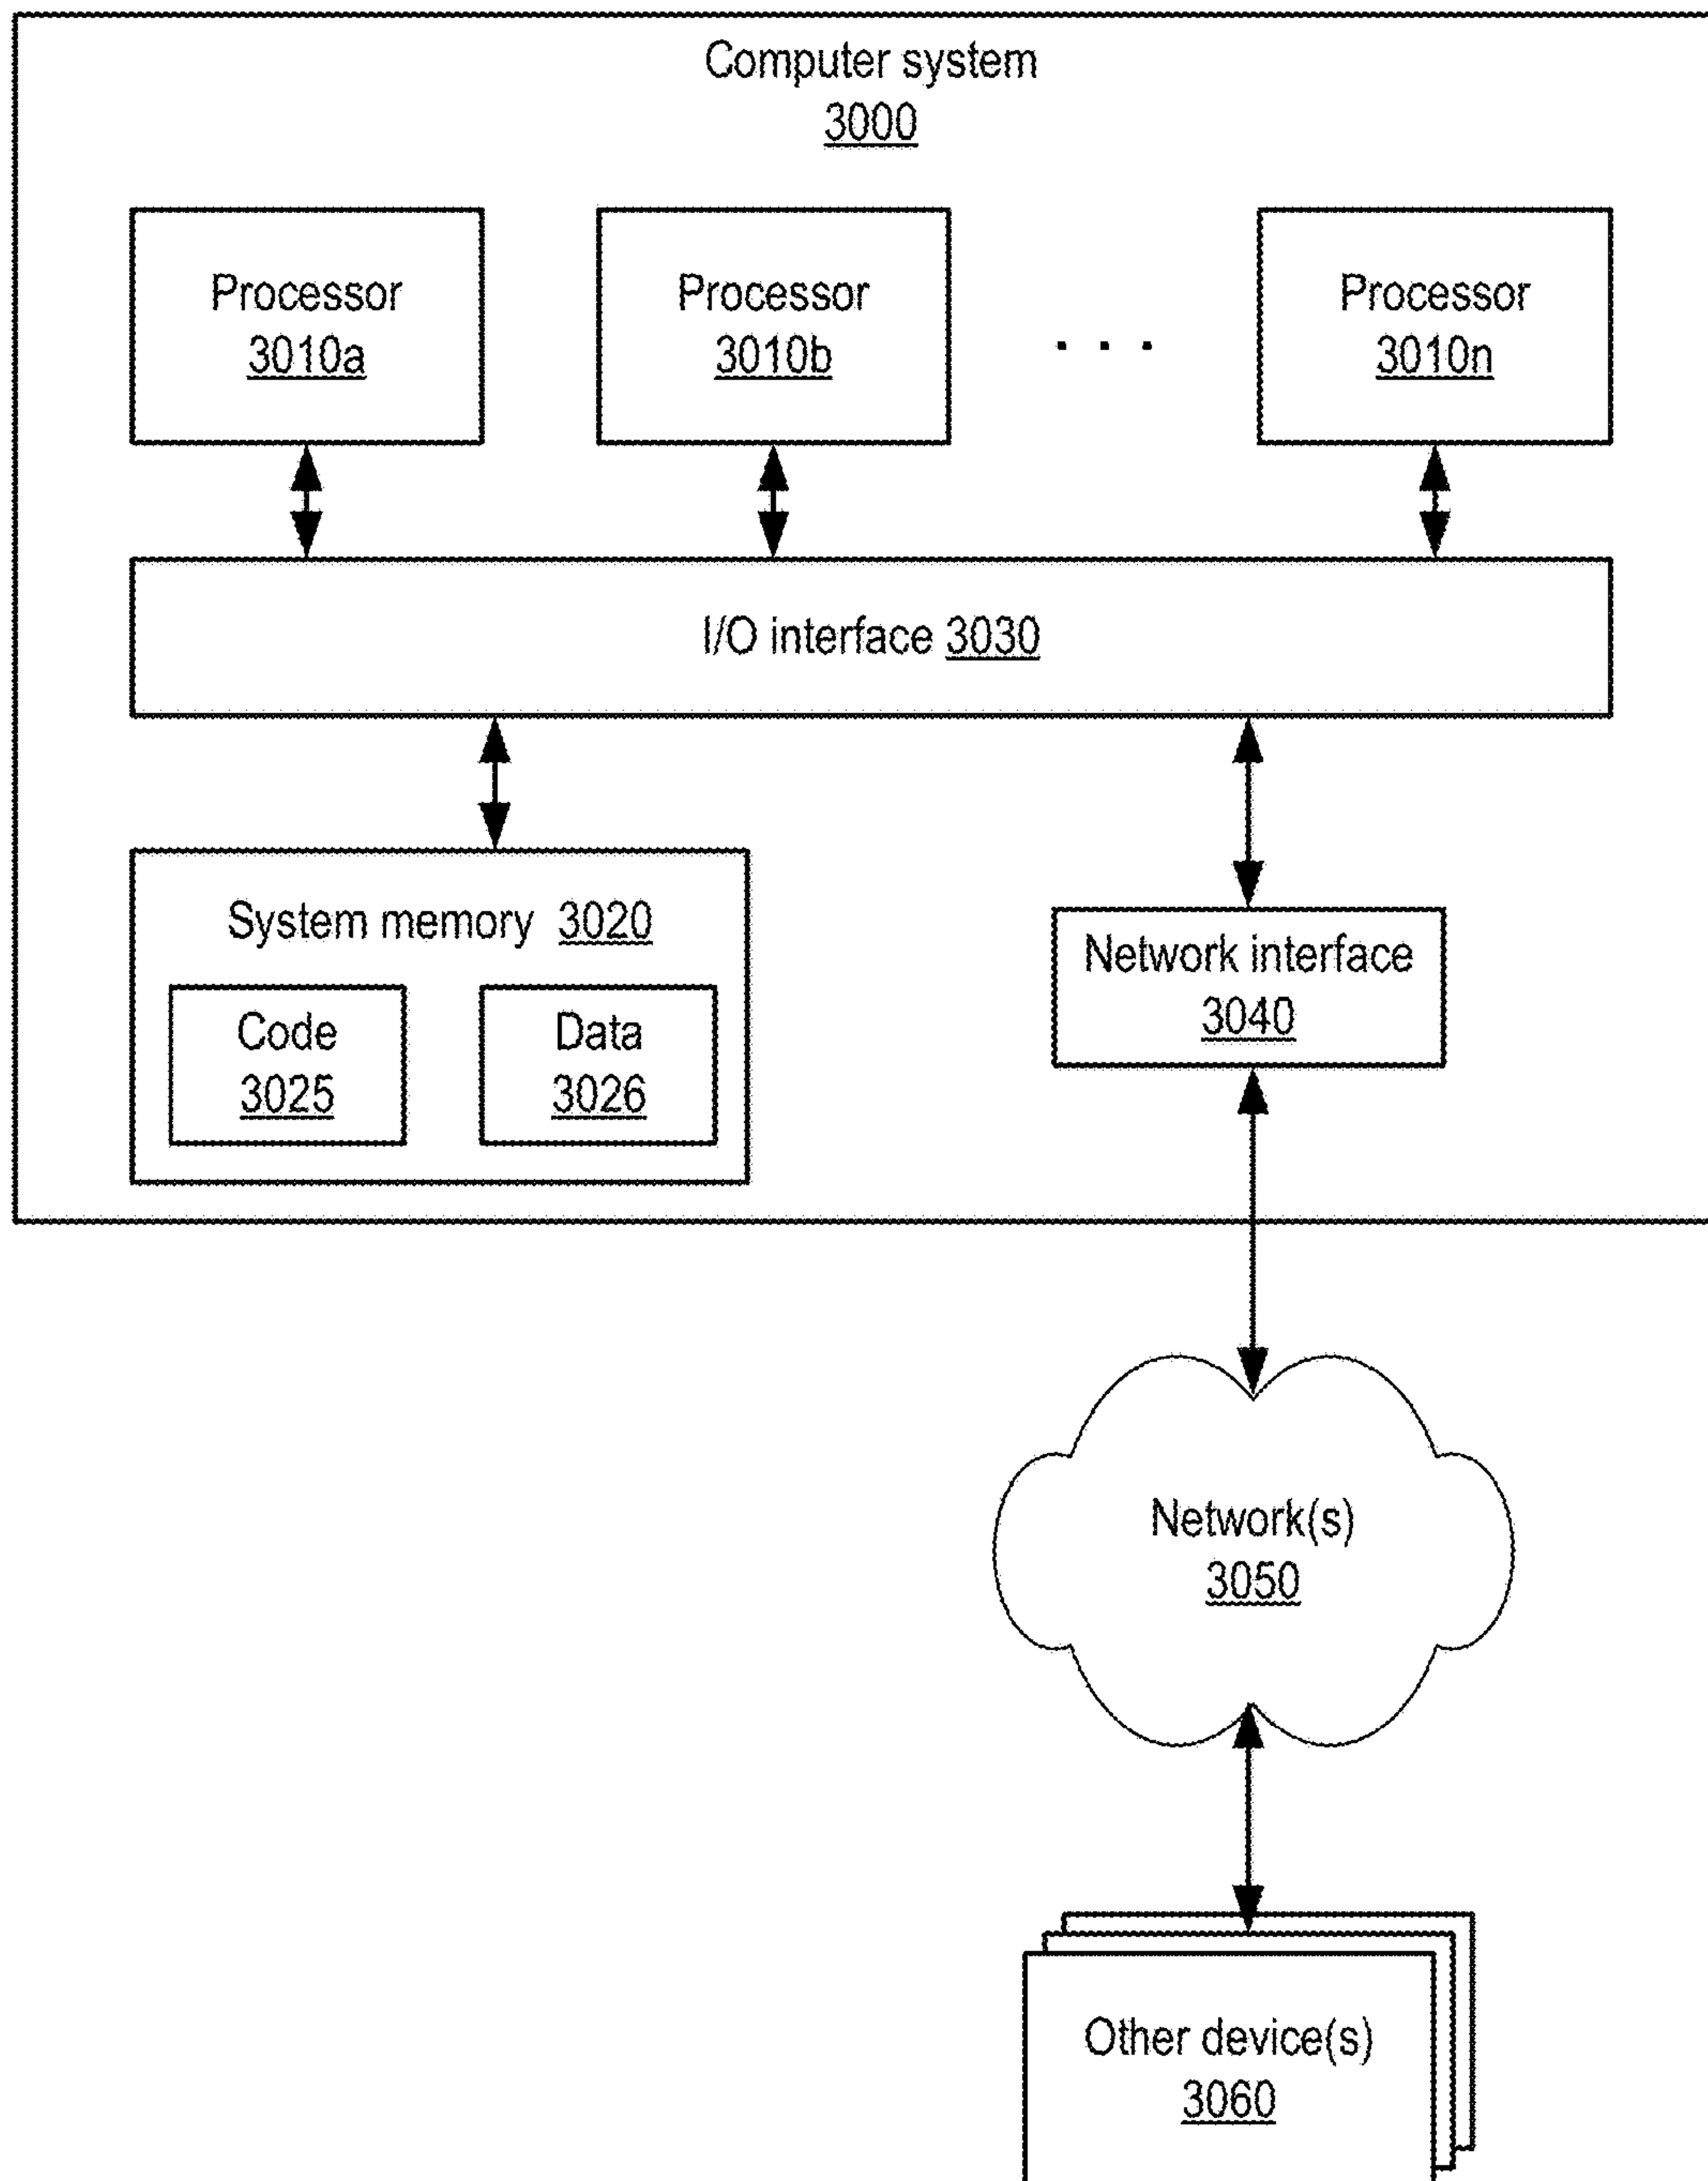 Computer system
3000
Processor
3010a
Processor
3010b
. . .
Processor
3010n
I/O interface 3030
System memory 3020
Code
3025
Data
3026
Network interface
3040
Network(s)
3050
Other device(s)
3060